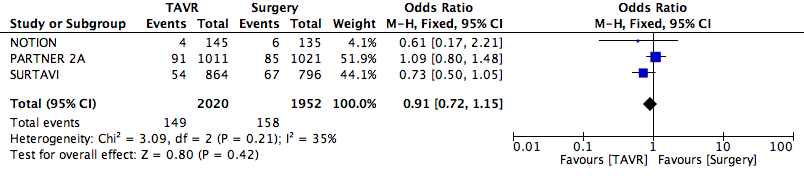 TAVR Surgery Odds Ratio Odds Ratio
Study or Subgroup Events Total Events Total Weight M-H, Fixed, 95% CI M-H, Fixed, 95% CI
NOTION 4 145 6 135 4.1% 0.61 [0.17, 2.21]
PARTNER 2A 91 1011 85 1021 51.9% 1.09 [0.80, 1.48]
SURTAVI 54 864 67 796 44.1% 0.73 [0.50, 1.05]
Total (95% CI) 2020 1952 100.0% 0.91 [0.72, 1.15]
Total events 149 158
Heterogeneity: Chi² = 3.09, df = 2 (P = 0.21); I² = 35%
Test for overall effect: Z = 0.80 (P = 0.42)
0.01 0.1 1 10 100
Favours [TAVR] Favours [Surgery]